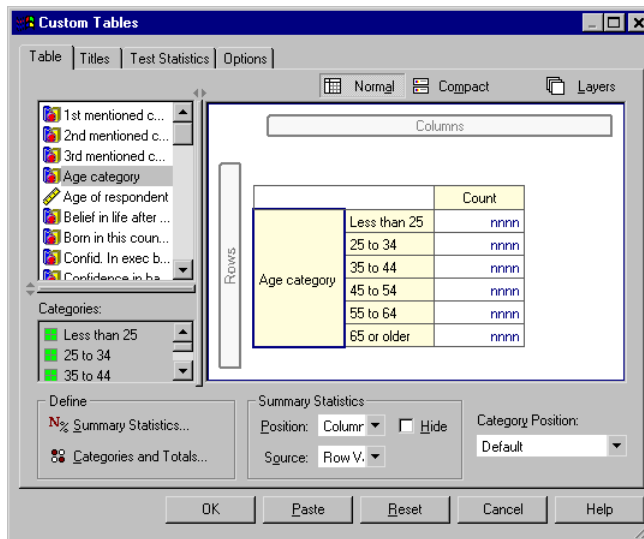 Custom Tables
Table Titles Test Statistics Options
Normal Compact Layers
1st mentioned c...
2nd mentioned c...
3rd mentioned c...
Age category
Age of respondent
Belief in life after ...
Born in this coun...
Confid. In exec b...
Confidence in ba...
Categories:
Less than 25
25 to 34
35 to 44
Columns
Rows
Count
Age category
Less than 25 nnnn
25 to 34 nnnn
35 to 44 nnnn
45 to 54 nnnn
55 to 64 nnnn
65 or older nnnn
Define
N% Summary Statistics...
Categories and Totals...
Summary Statistics
Position: Column Hide
Source: Row V
Category Position:
Default
OK Paste Reset Cancel Help